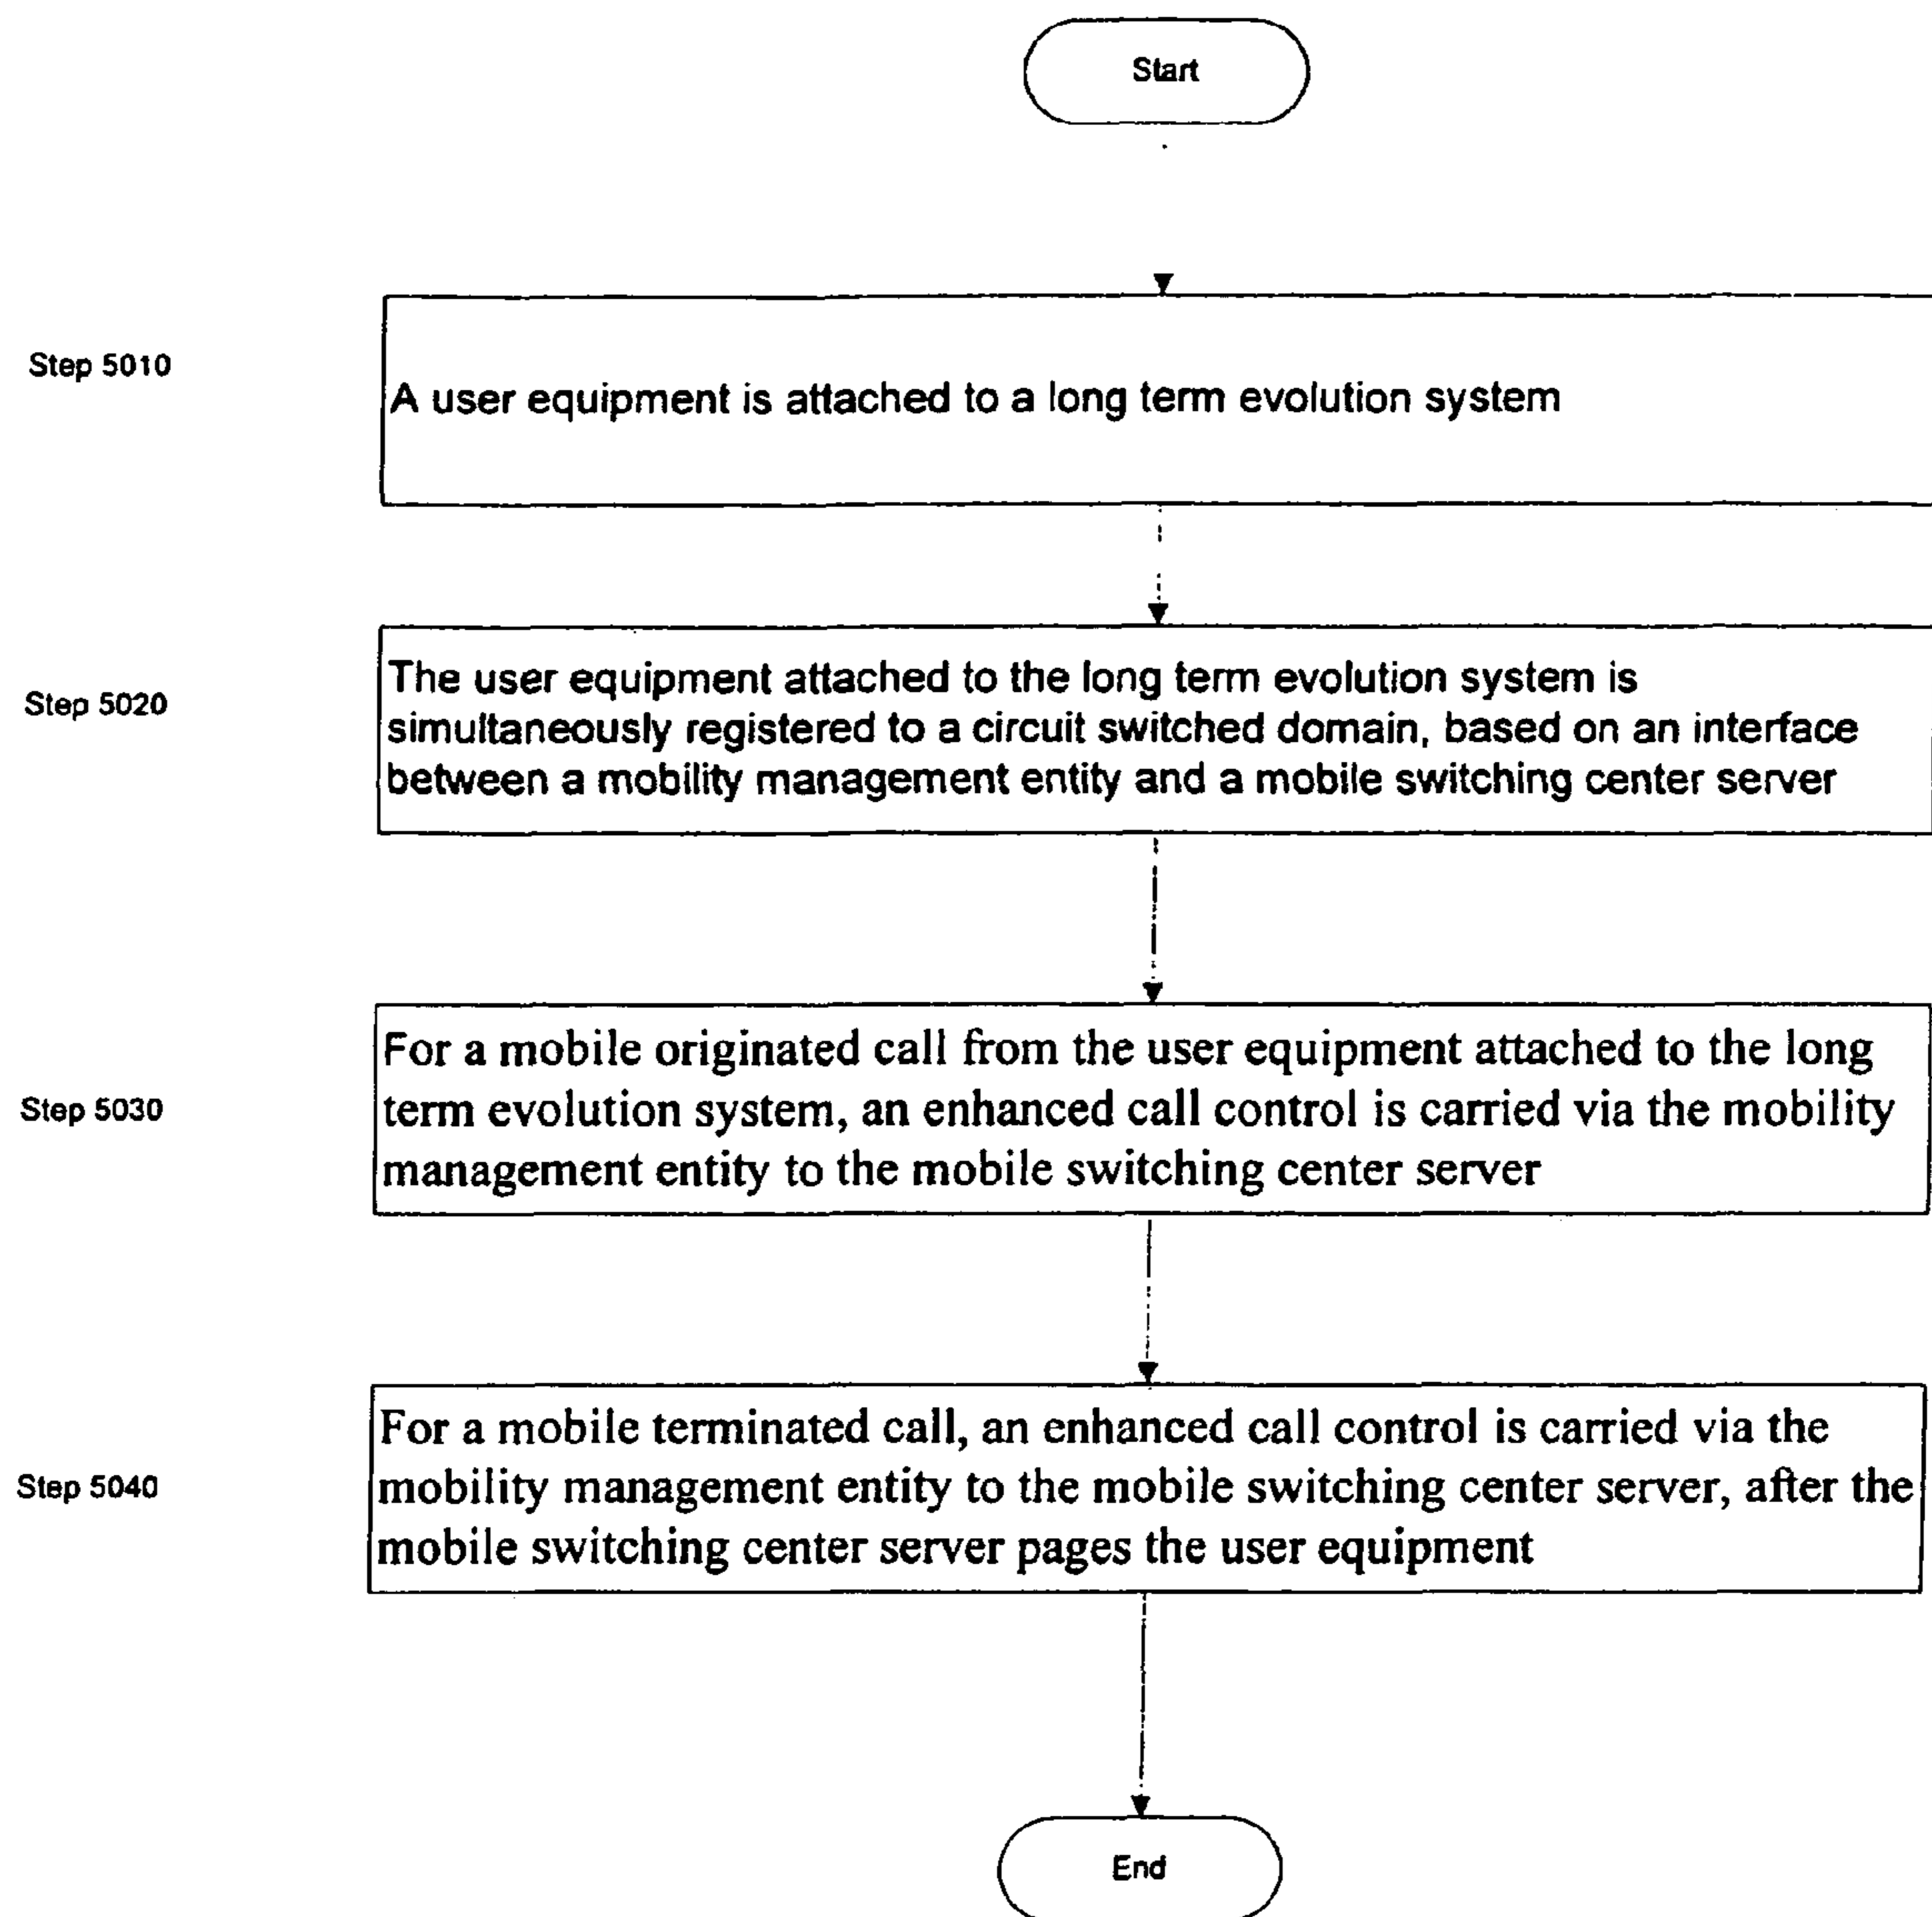 Start
Step 5010
A user equipment is attached to a long term evolution system
Step 5020
The user equipment attached to the long term evolution system is
simultaneously registered to a circuit switched domain, based on an interface
between a mobility management entity and a mobile switching center server
Step 5030
For a mobile originated call from the user equipment attached to the long
term evolution system, an enhanced call control is carried via the mobility
management entity to the mobile switching center server
Step 5040
For a mobile terminated call, an enhanced call control is carried via the
mobility management entity to the mobile switching center server, after the
mobile switching center server pages the user equipment
End